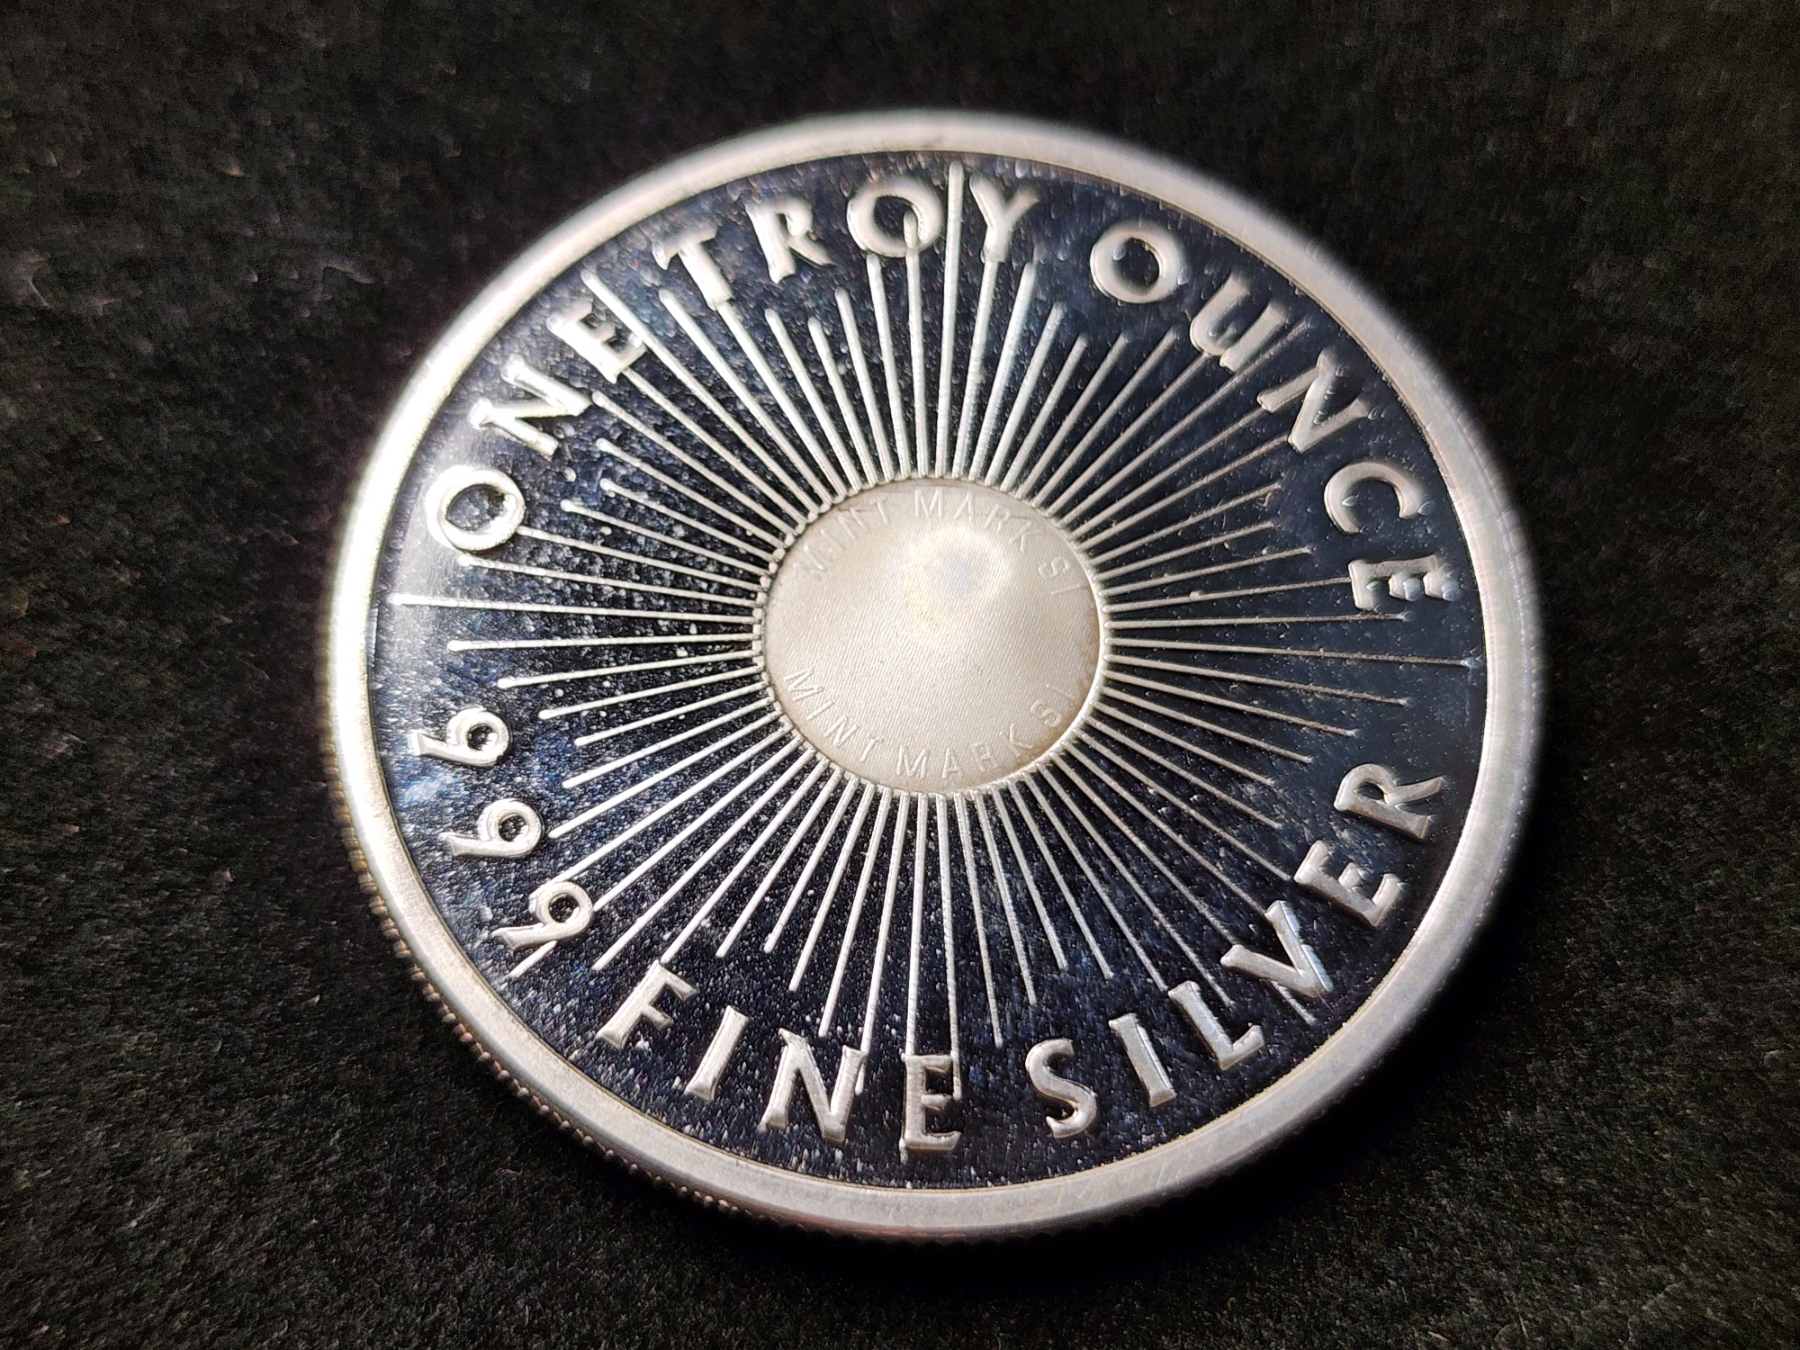 ONE TROY OUNCE
999 FINE SILVER
MINT MARK SI
MINT MARK SI